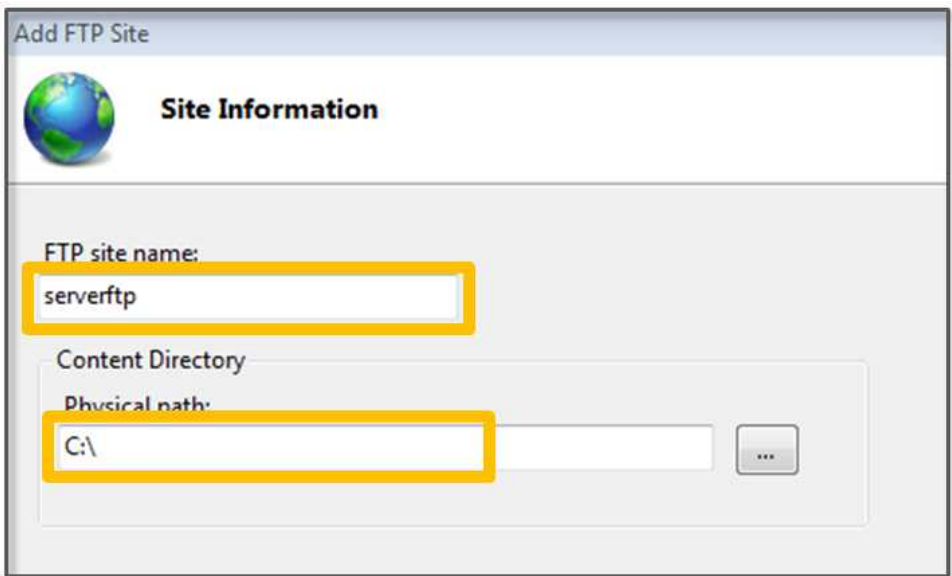 Add FTP Site
Site Information
FTP site name:
serverftp
Content Directory
Physical path:
C:\
...